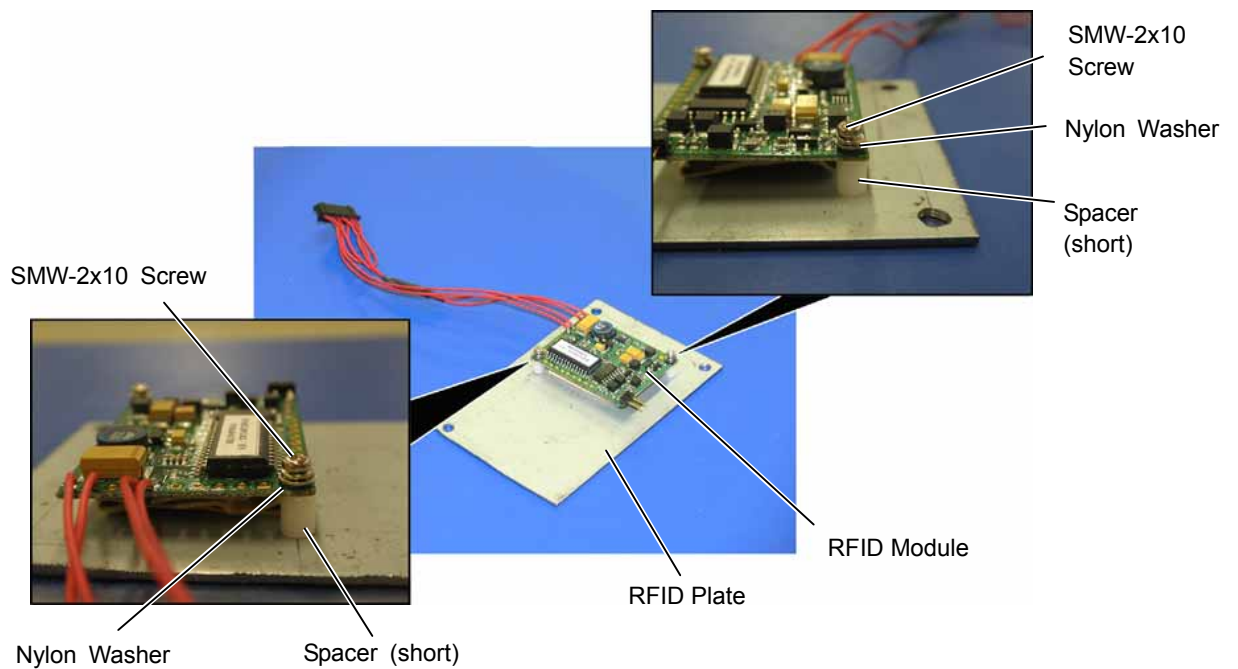 SMW-2x10
Screw
Nylon Washer
Spacer
(short)
SMW-2x10 Screw
RFID Module
RFID Plate
Nylon Washer
Spacer (short)